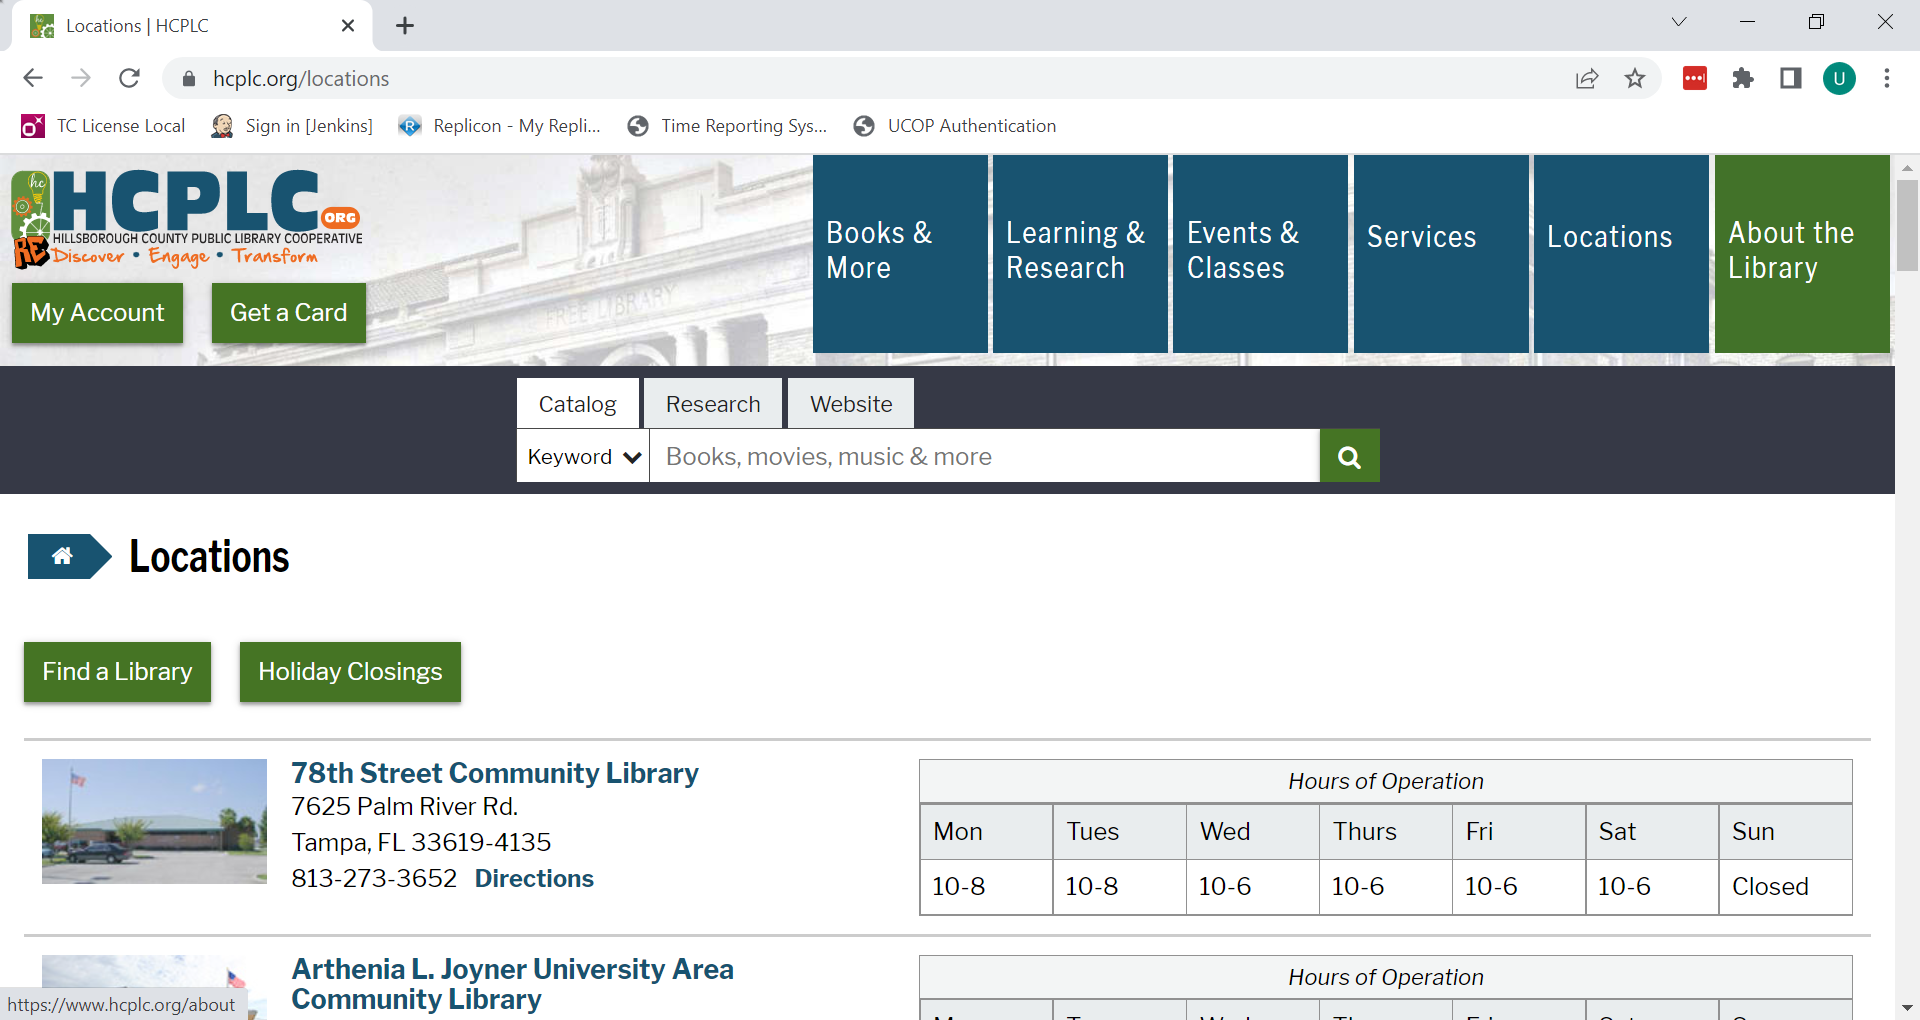 Locations | HCPLC
hcplc.org/locations
U
TC License Local
Sign in [Jenkins]
Replicon - My Repli...
Time Reporting Sys...
UCOP Authentication
hc
HCPLC ORG
HILLSBOROUGH COUNTY PUBLIC LIBRARY COOPERATIVE
RE Discover • Engage • Transform
My Account
Get a Card
FREE LIBRARY
Books &
More
Learning &
Research
Events &
Classes
Services
Locations
About the
Library
Catalog
Research
Website
Keyword
Books, movies, music & more
Locations
Find a Library
Holiday Closings
78th Street Community Library
7625 Palm River Rd.
Tampa, FL 33619-4135
813-273-3652 Directions
Hours of Operation
Mon Tues Wed Thurs Fri Sat Sun
10-8 10-8 10-6 10-6 10-6 10-6 Closed
Arthenia L. Joyner University Area
Community Library
Hours of Operation
https://www.hcplc.org/about